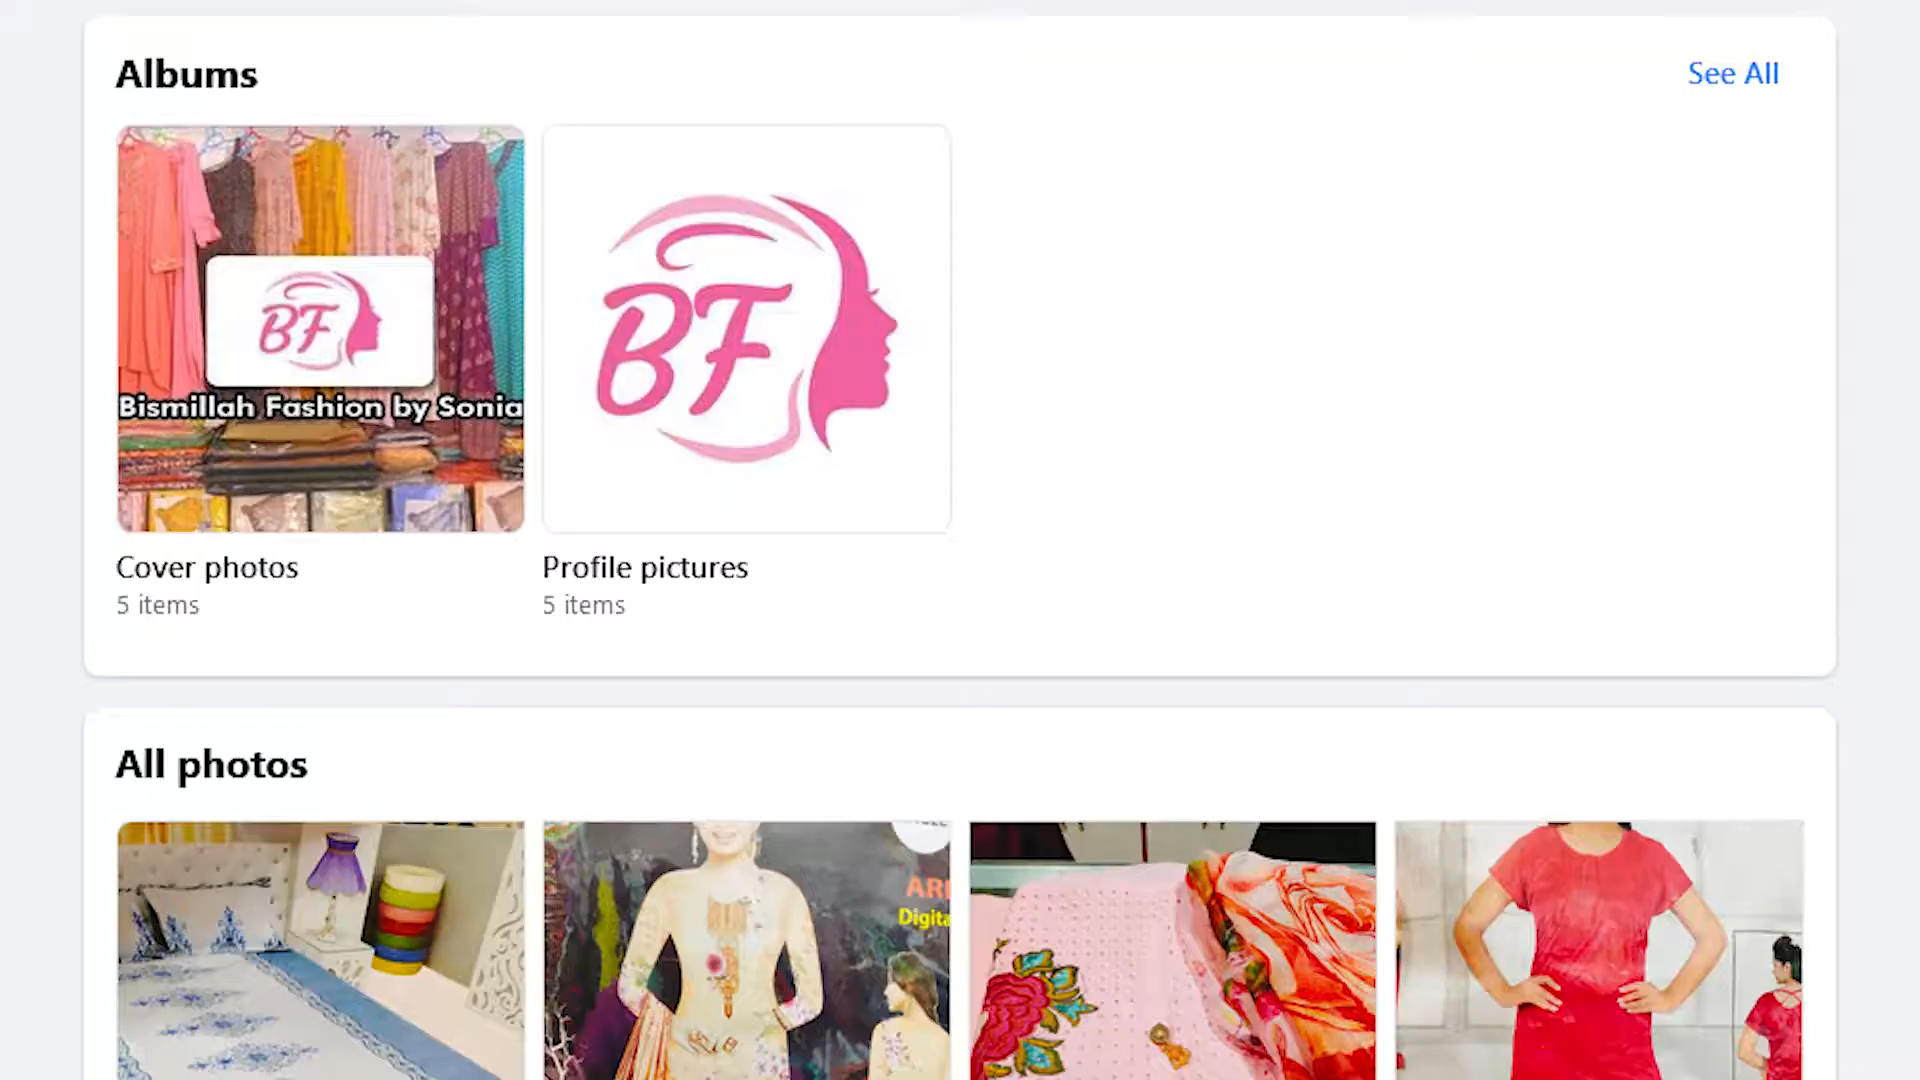 Albums
See All
BF
Bismillah Fashion by Sonia
BF
Cover photos
5 items
Profile pictures
5 items
All photos